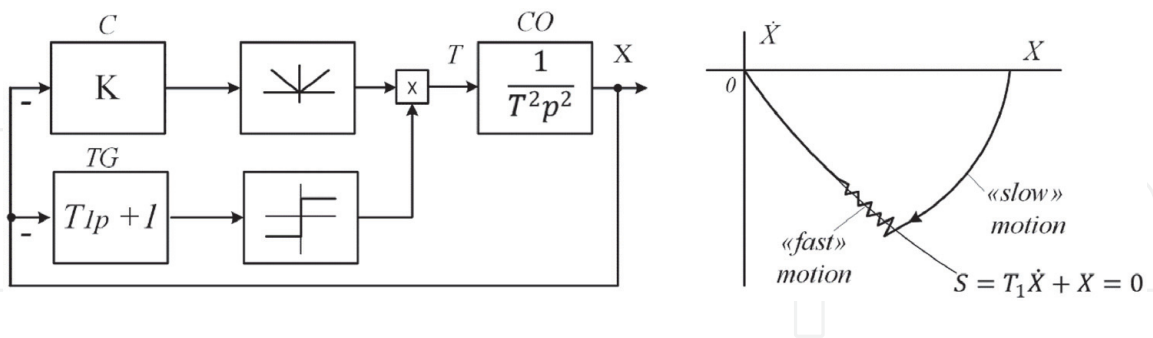 C
K
-
x
T
CO
1
T²p²
X
TG
T1p +1
-
Ẋ
X
0
«slow»
motion
«fast»
motion
S = T₁Ẋ + X = 0